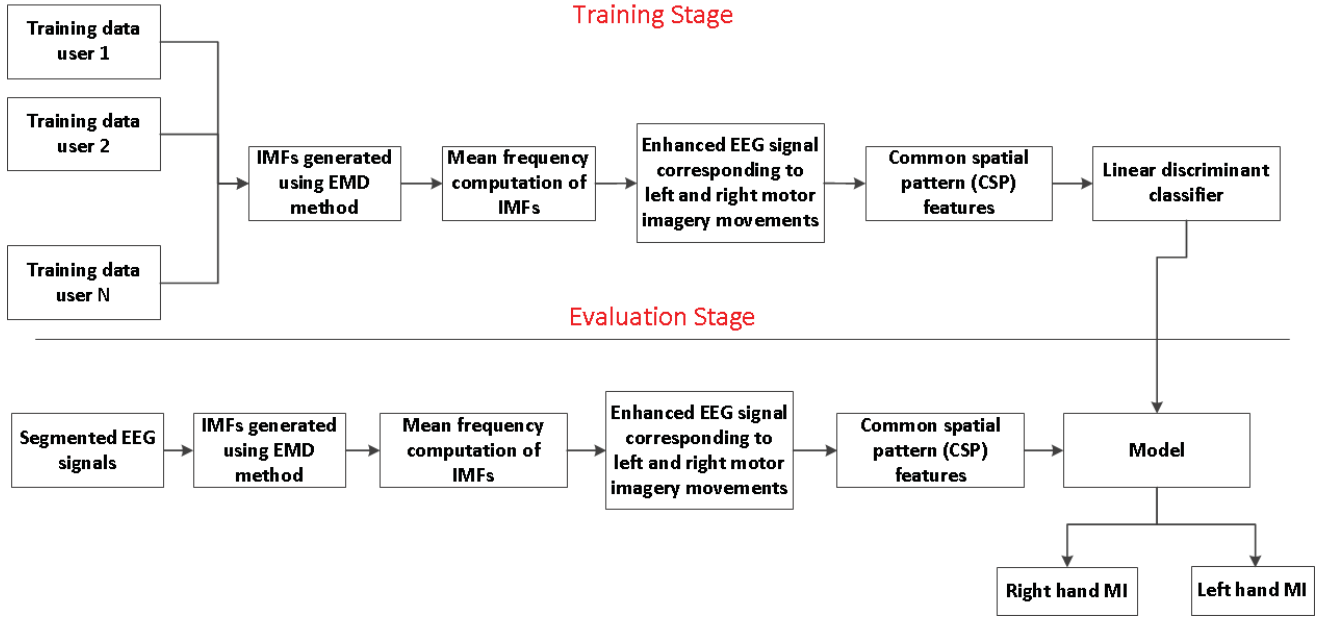 Training Stage
Training data
user 1
Training data
user 2
Training data
user N
IMFs generated
using EMD
method
Mean frequency
computation of
IMFs
Enhanced EEG signal
corresponding to
left and right motor
imagery movements
Common spatial
pattern (CSP)
features
Linear discriminant
classifier
Evaluation Stage
Segmented EEG
signals
IMFs generated
using EMD
method
Mean frequency
computation of
IMFs
Enhanced EEG signal
corresponding to
left and right motor
imagery movements
Common spatial
pattern (CSP)
features
Model
Right hand MI
Left hand MI